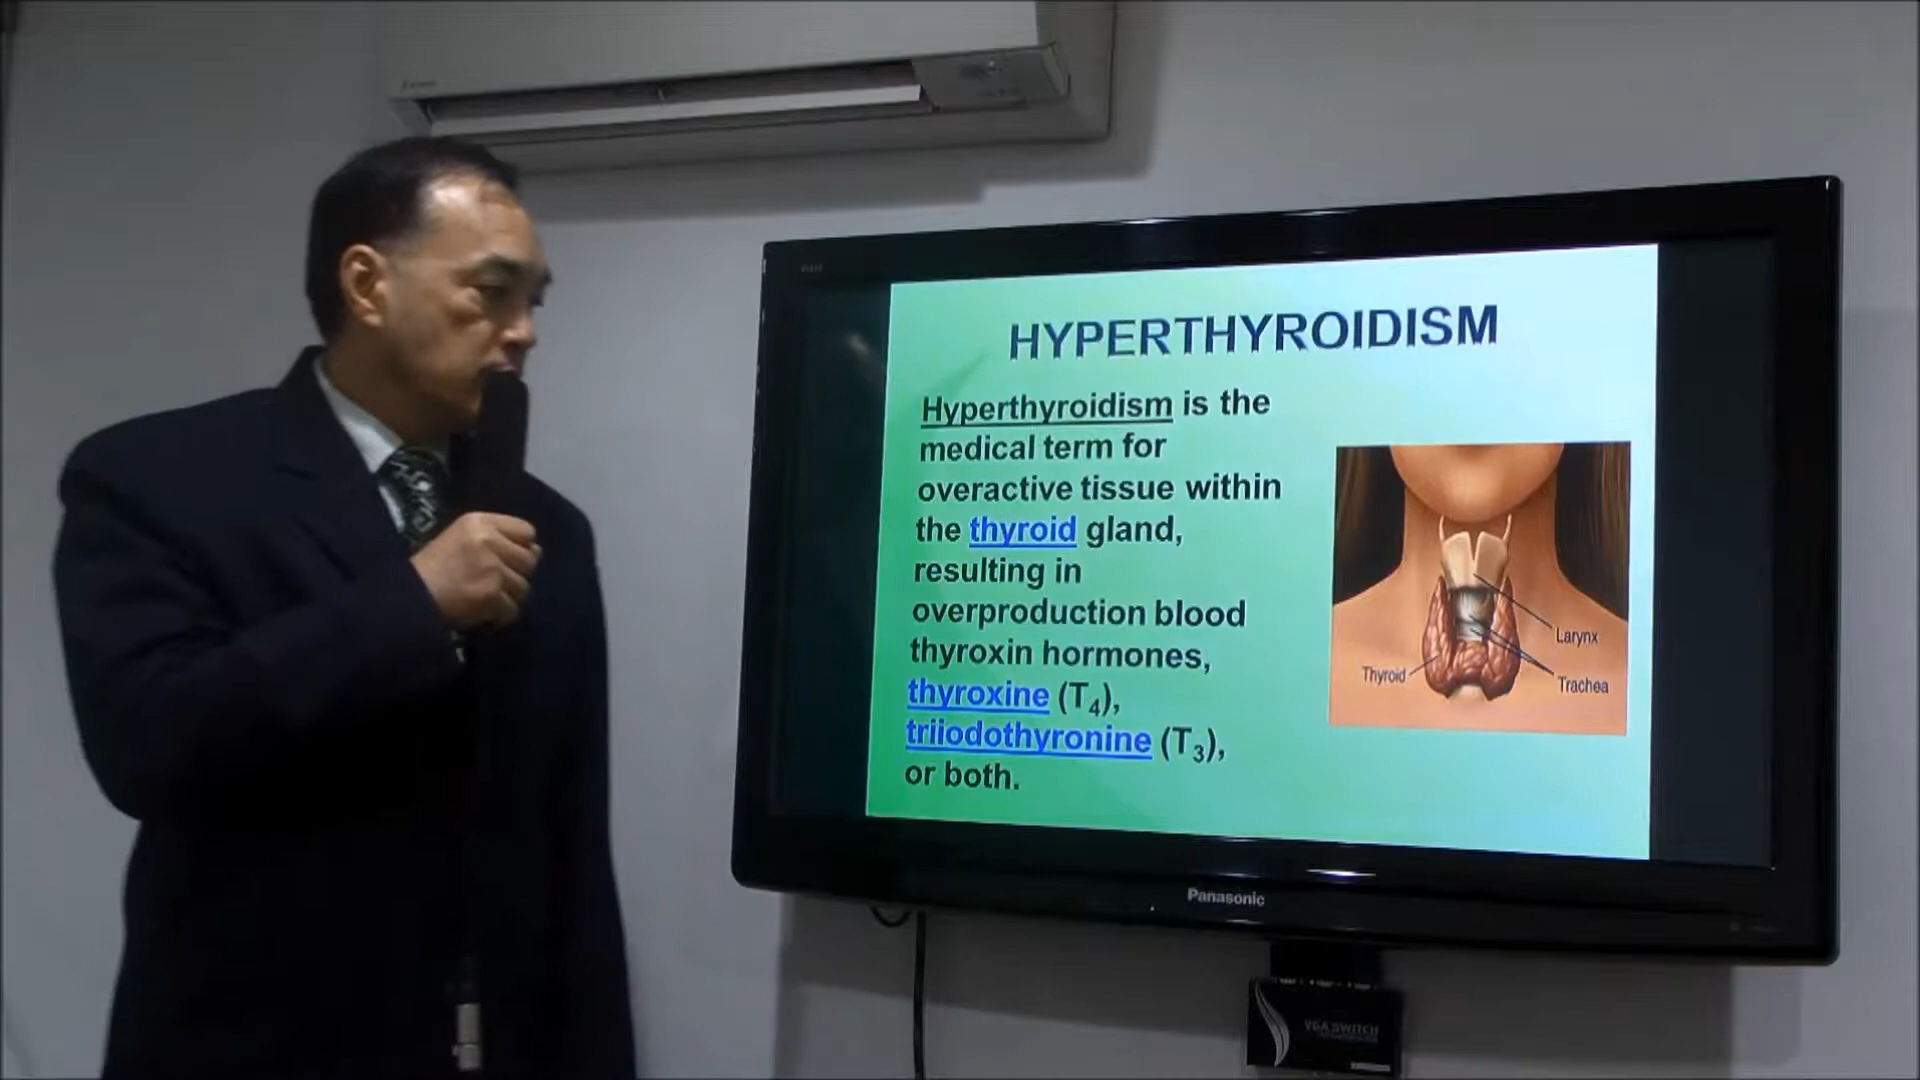 HYPERTHYROIDISM
Hyperthyroidism is the
medical term for
overactive tissue within
the thyroid gland,
resulting in
overproduction blood
thyroxin hormones,
thyroxine (T4),
triiodothyronine (T3),
or both.
Larynx
Thyroid
Trachea
Panasonic
VGA SWITCH